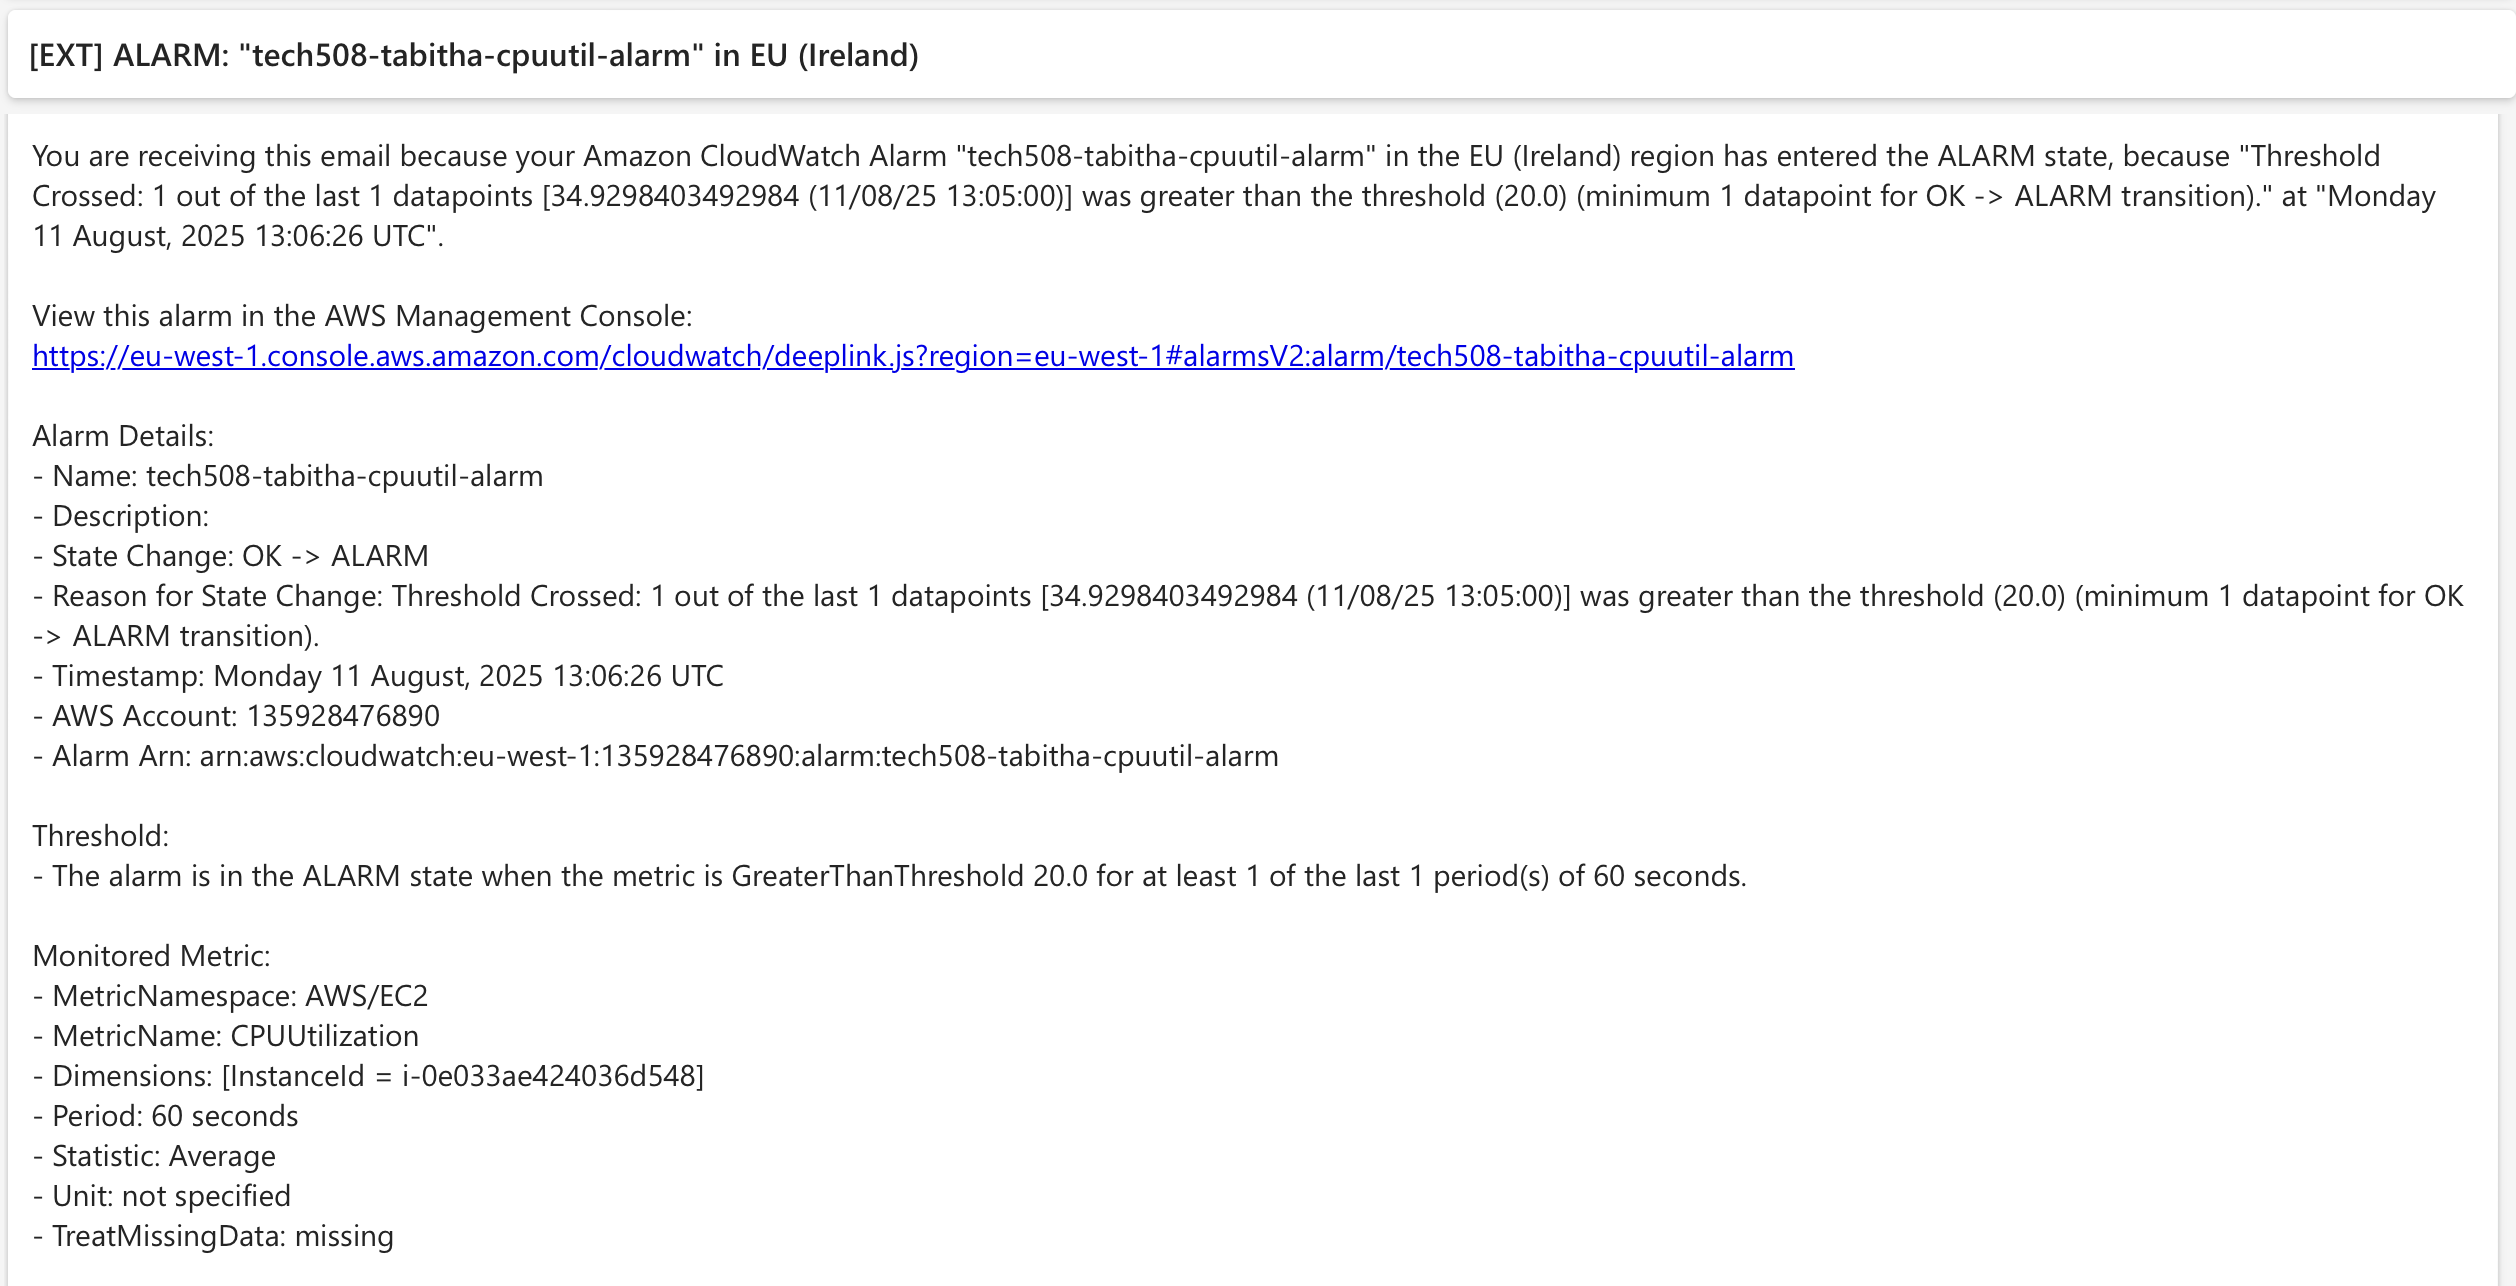 [EXT] ALARM: "tech508-tabitha-cpuutil-alarm" in EU (Ireland)
You are receiving this email because your Amazon CloudWatch Alarm "tech508-tabitha-cpuutil-alarm" in the EU (Ireland) region has entered the ALARM state, because "Threshold
Crossed: 1 out of the last 1 datapoints [34.9298403492984 (11/08/25 13:05:00)] was greater than the threshold (20.0) (minimum 1 datapoint for OK -> ALARM transition)." at "Monday
11 August, 2025 13:06:26 UTC".
View this alarm in the AWS Management Console:
https://eu-west-1.console.aws.amazon.com/cloudwatch/deeplink.js?region=eu-west-1#alarmsV2:alarm/tech508-tabitha-cpuutil-alarm
Alarm Details:
- Name: tech508-tabitha-cpuutil-alarm
- Description:
- State Change: OK -> ALARM
- Reason for State Change: Threshold Crossed: 1 out of the last 1 datapoints [34.9298403492984 (11/08/25 13:05:00)] was greater than the threshold (20.0) (minimum 1 datapoint for OK
-> ALARM transition).
- Timestamp: Monday 11 August, 2025 13:06:26 UTC
- AWS Account: 135928476890
- Alarm Arn: arn:aws:cloudwatch:eu-west-1:135928476890:alarm:tech508-tabitha-cpuutil-alarm
Threshold:
- The alarm is in the ALARM state when the metric is GreaterThanThreshold 20.0 for at least 1 of the last 1 period(s) of 60 seconds.
Monitored Metric:
- MetricNamespace: AWS/EC2
- MetricName: CPUUtilization
- Dimensions: [InstanceId = i-0e033ae424036d548]
- Period: 60 seconds
- Statistic: Average
- Unit: not specified
- TreatMissingData: missing